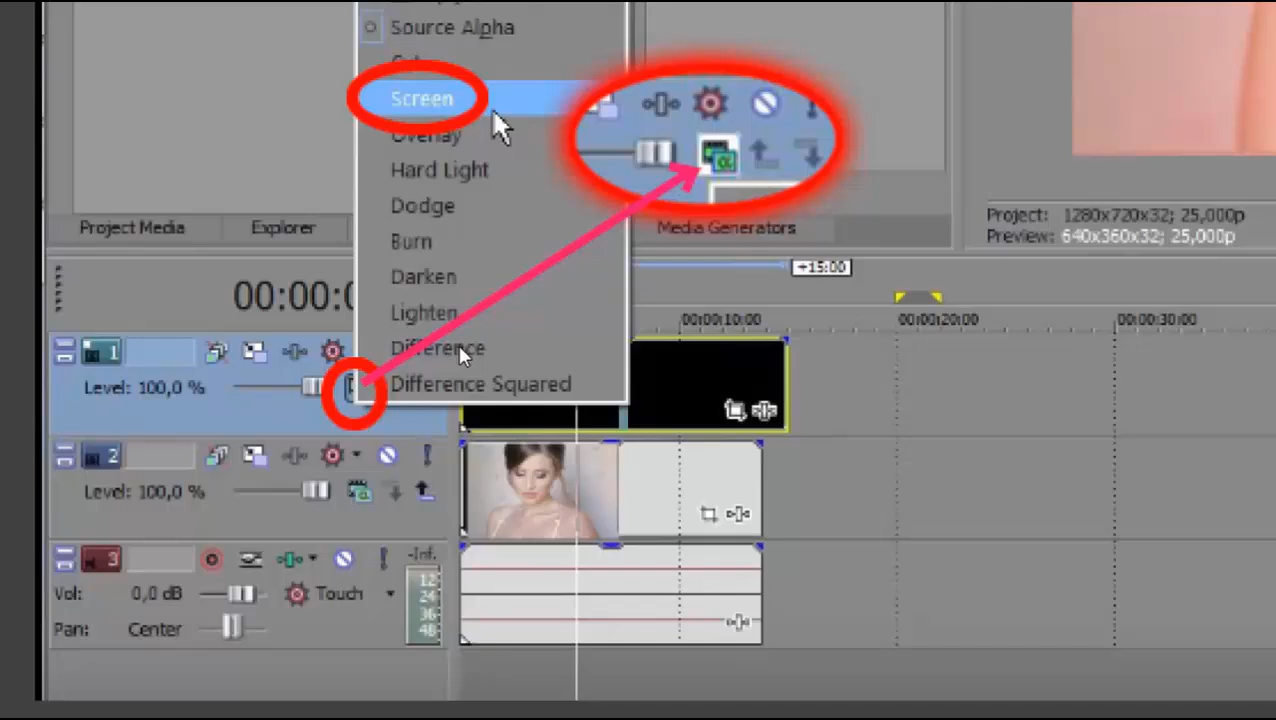 Source Alpha
Screen
Overlay
Hard Light
Dodge
Burn
Darken
Lighten
Difference
Difference Squared
Project Media
Explorer
Media Generators
Project: 1280x720x32; 25,000p
Preview: 640x360x32; 25,000p
+15:00
00:00:
00:00:10:00
00:00:20:00
00:00:30:00
1
Level: 100,0 %
2
Level: 100,0 %
3
-Inf.
12
24
36
48
Vol: 0,0 dB
Touch
Pan: Center